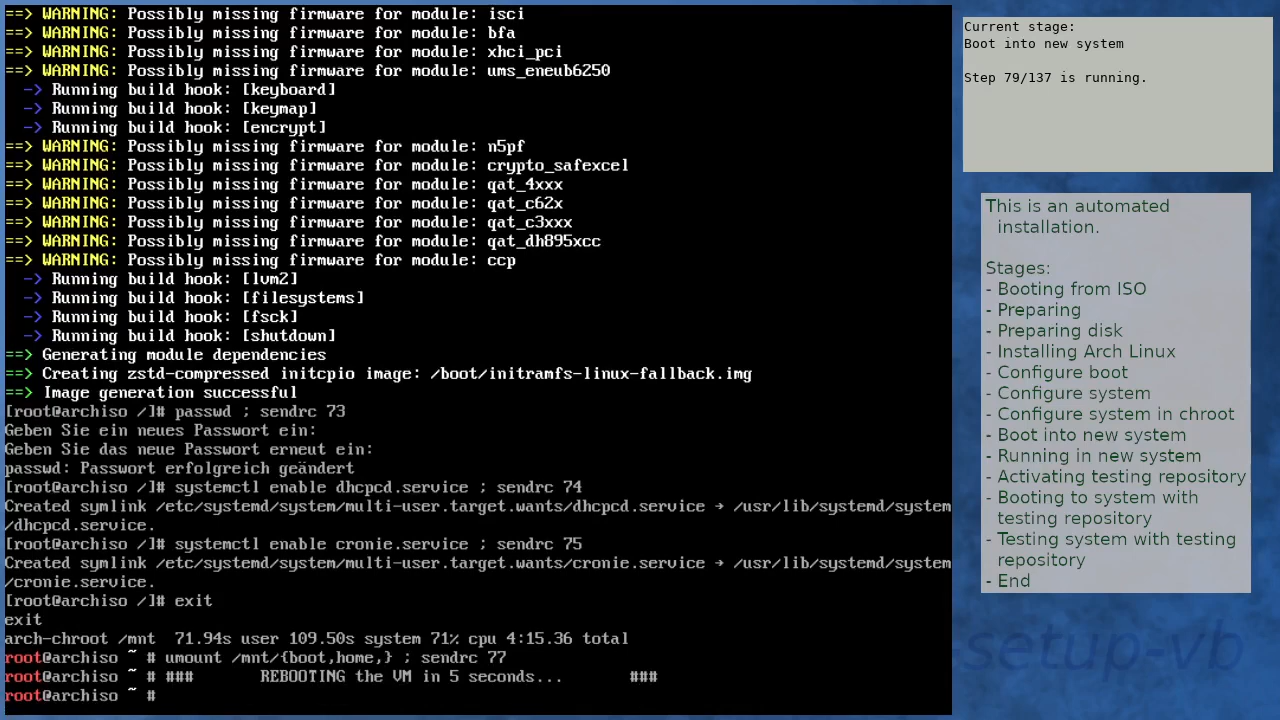 ==> WARNING: Possibly missing firmware for module: isci
==> WARNING: Possibly missing firmware for module: bfa
==> WARNING: Possibly missing firmware for module: xhci_pci
==> WARNING: Possibly missing firmware for module: ums_eneub6250
-> Running build hook: [keyboard]
-> Running build hook: [keymap]
-> Running build hook: [encrypt]
==> WARNING: Possibly missing firmware for module: n5pf
==> WARNING: Possibly missing firmware for module: crypto_safexcel
==> WARNING: Possibly missing firmware for module: qat_4xxx
==> WARNING: Possibly missing firmware for module: qat_c62x
==> WARNING: Possibly missing firmware for module: qat_c3xxx
==> WARNING: Possibly missing firmware for module: qat_dh895xcc
==> WARNING: Possibly missing firmware for module: ccp
-> Running build hook: [lvm2]
-> Running build hook: [filesystems]
-> Running build hook: [fsck]
-> Running build hook: [shutdown]
==> Generating module dependencies
==> Creating zstd-compressed initcpio image: /boot/initramfs-linux-fallback.img
==> Image generation successful
[root@archiso /]# passwd ; sendrc 73
Geben Sie ein neues Passwort ein:
Geben Sie das neue Passwort erneut ein:
passwd: Passwort erfolgreich geändert
[root@archiso /]# systemctl enable dhcpcd.service ; sendrc 74
Created symlink /etc/systemd/system/multi-user.target.wants/dhcpcd.service → /usr/lib/systemd/system
/dhcpcd.service.
[root@archiso /]# systemctl enable cronie.service ; sendrc 75
Created symlink /etc/systemd/system/multi-user.target.wants/cronie.service → /usr/lib/systemd/system
/cronie.service.
[root@archiso /]# exit
exit
arch-chroot /mnt  71.94s user 109.50s system 71% cpu 4:15.36 total
root@archiso ~ # umount /mnt/{boot,home,} ; sendrc 77
root@archiso ~ # ###       REBOOTING the VM in 5 seconds...       ###
root@archiso ~ #
Current stage:
Boot into new system
Step 79/137 is running.
This is an automated
installation.
Stages:
- Booting from ISO
- Preparing
- Preparing disk
- Installing Arch Linux
- Configure boot
- Configure system
- Configure system in chroot
- Boot into new system
- Running in new system
- Activating testing repository
- Booting to system with
testing repository
- Testing system with testing
repository
- End
-setup-vb